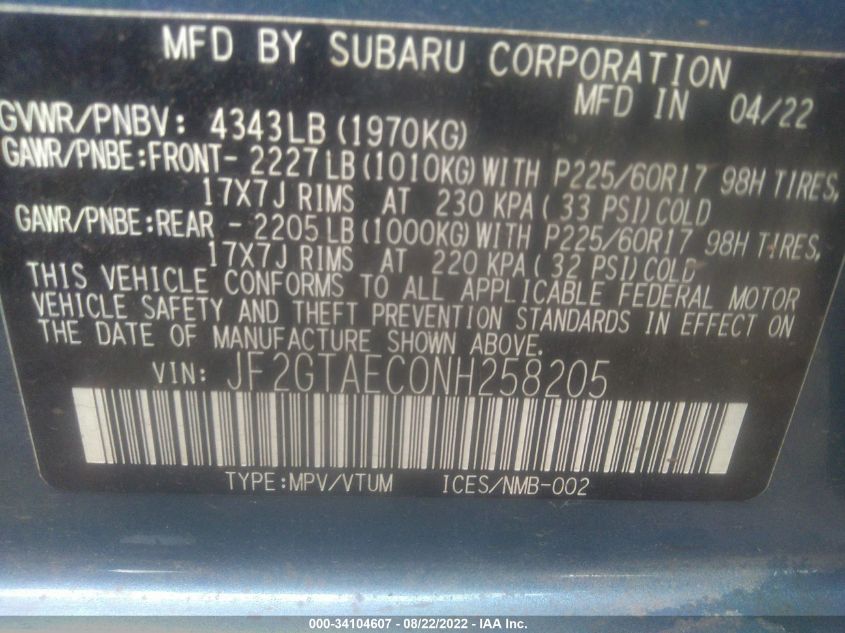 MFD BY SUBARU CORPORATION
MFD IN 04/22
GVWR/PNBV: 4343LB (1970KG)
GAWR/PNBE:FRONT- 2227 LB (1010KG) WITH P225/60R17 98H TIRES,
17X7J RIMS AT 230 KPA ( 33 PSI) COLD
GAWR/PNBE:REAR - 2205 LB (1000KG) WITH P225/60R17 98H TIRES,
17X7J RIMS AT 220 KPA ( 32 PSI) COLD
THIS VEHICLE CONFORMS TO ALL APPLICABLE FEDERAL MOTOR
VEHICLE SAFETY AND THEFT PREVENTION STANDARDS IN EFFECT ON
THE DATE OF MANUFACTURE SHOWN ABOVE.
VIN: JF2GTAEC0NH258205
TYPE:MPV/VTUM ICES/NMB-002
000-34104607 - 08/22/2022 - IAA Inc.